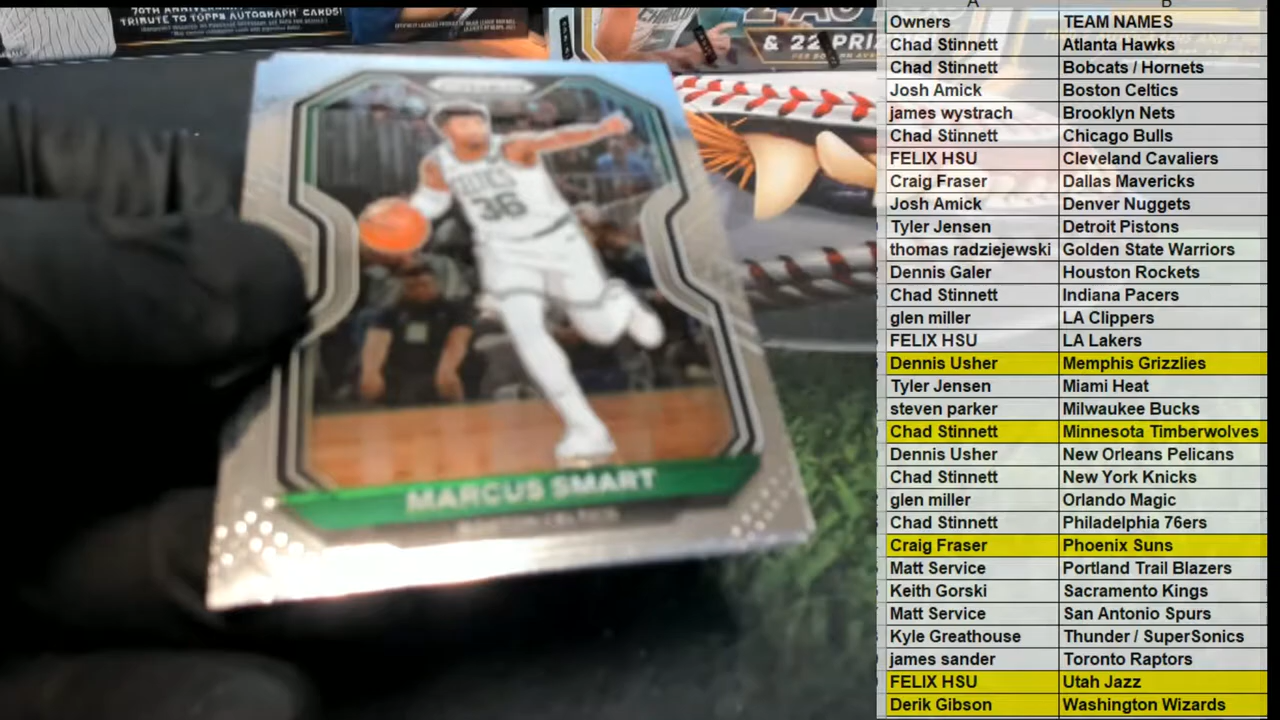 TRIBUTE TO TOPPS AUTOGRAPH CARDS!
& 22 PRIZ
36
MARCUS SMART
A B
Owners TEAM NAMES
Chad Stinnett Atlanta Hawks
Chad Stinnett Bobcats / Hornets
Josh Amick Boston Celtics
james wystrach Brooklyn Nets
Chad Stinnett Chicago Bulls
FELIX HSU Cleveland Cavaliers
Craig Fraser Dallas Mavericks
Josh Amick Denver Nuggets
Tyler Jensen Detroit Pistons
thomas radziejewski Golden State Warriors
Dennis Galer Houston Rockets
Chad Stinnett Indiana Pacers
glen miller LA Clippers
FELIX HSU LA Lakers
Dennis Usher Memphis Grizzlies
Tyler Jensen Miami Heat
steven parker Milwaukee Bucks
Chad Stinnett Minnesota Timberwolves
Dennis Usher New Orleans Pelicans
Chad Stinnett New York Knicks
glen miller Orlando Magic
Chad Stinnett Philadelphia 76ers
Craig Fraser Phoenix Suns
Matt Service Portland Trail Blazers
Keith Gorski Sacramento Kings
Matt Service San Antonio Spurs
Kyle Greathouse Thunder / SuperSonics
james sander Toronto Raptors
FELIX HSU Utah Jazz
Derik Gibson Washington Wizards